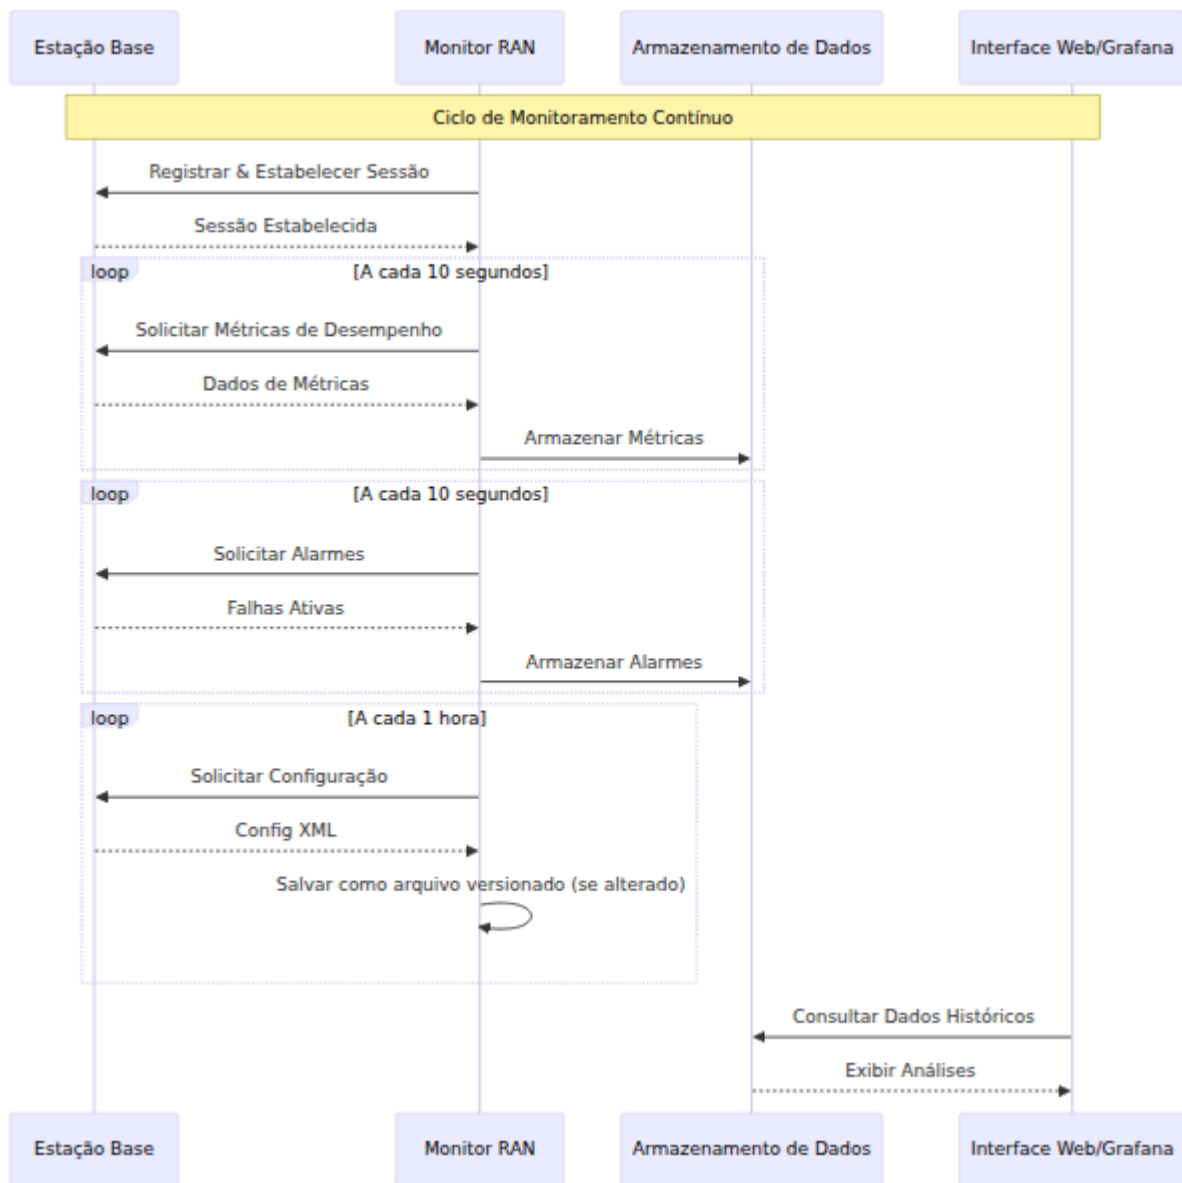 Estação Base
Monitor RAN
Armazenamento de Dados
Interface Web/Grafana
Ciclo de Monitoramento Contínuo
Registrar & Estabelecer Sessão
Sessão Estabelecida
loop
[A cada 10 segundos]
Solicitar Métricas de Desempenho
Dados de Métricas
Armazenar Métricas
loop
[A cada 10 segundos]
Solicitar Alarmes
Falhas Ativas
Armazenar Alarmes
loop
[A cada 1 hora]
Solicitar Configuração
Config XML
Salvar como arquivo versionado (se alterado)
Consultar Dados Históricos
Exibir Análises
Estação Base
Monitor RAN
Armazenamento de Dados
Interface Web/Grafana